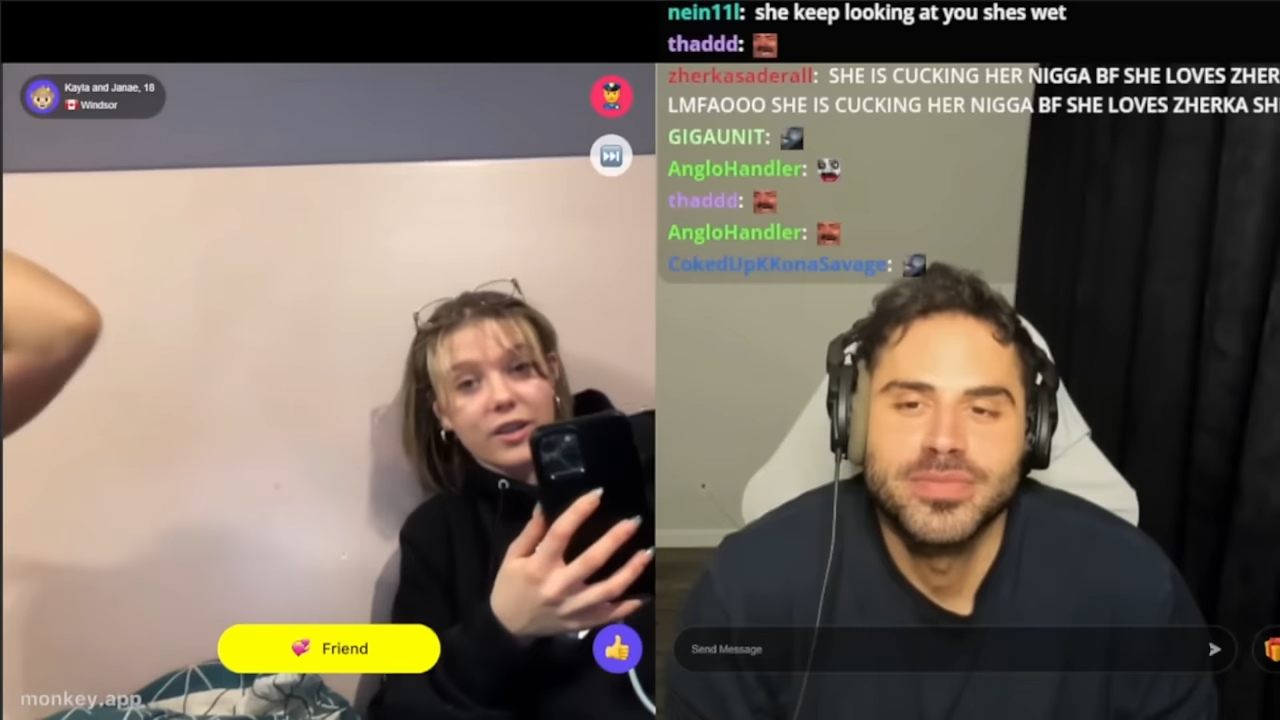 nein11l: she keep looking at you shes wet
thaddd:
zherkasaderall: SHE IS CUCKING HER NIGGA BF SHE LOVES ZHER
LMFAOOO SHE IS CUCKING HER NIGGA BF SHE LOVES ZHERKA SH
GIGAUNIT:
AngloHandler:
thaddd:
AngloHandler:
CokedUpKKonaSavage:
Kayla and Janae, 18
Windsor
Friend
Send Message
monkey.app